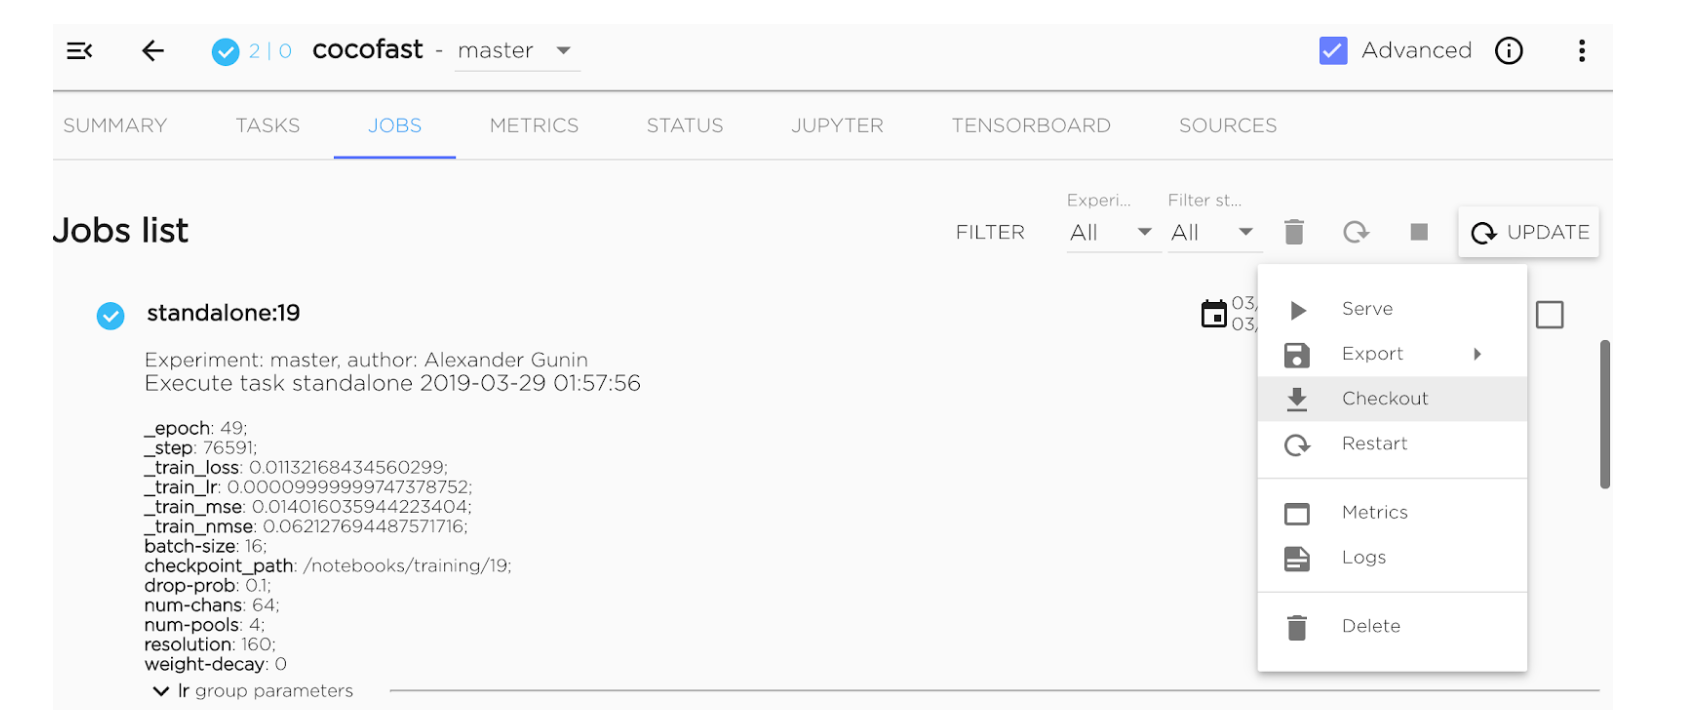 2 | 0 cocofast - master Advanced
SUMMARY TASKS JOBS METRICS STATUS JUPYTER TENSORBOARD SOURCES
Experi... Filter st...
Jobs list FILTER All All UPDATE
standalone:19 03/
03/
Serve
Export
Checkout
Restart
Metrics
Logs
Delete
Experiment: master, author: Alexander Gunin
Execute task standalone 2019-03-29 01:57:56
_epoch: 49;
_step: 76591;
_train_loss: 0.01132168434560299;
_train_lr: 0.00009999999747378752;
_train_mse: 0.014016035944223404;
_train_nmse: 0.062127694487571716;
batch-size: 16;
checkpoint_path: /notebooks/training/19;
drop-prob: 0.1;
num-chans: 64;
num-pools: 4;
resolution: 160;
weight-decay: 0
lr group parameters